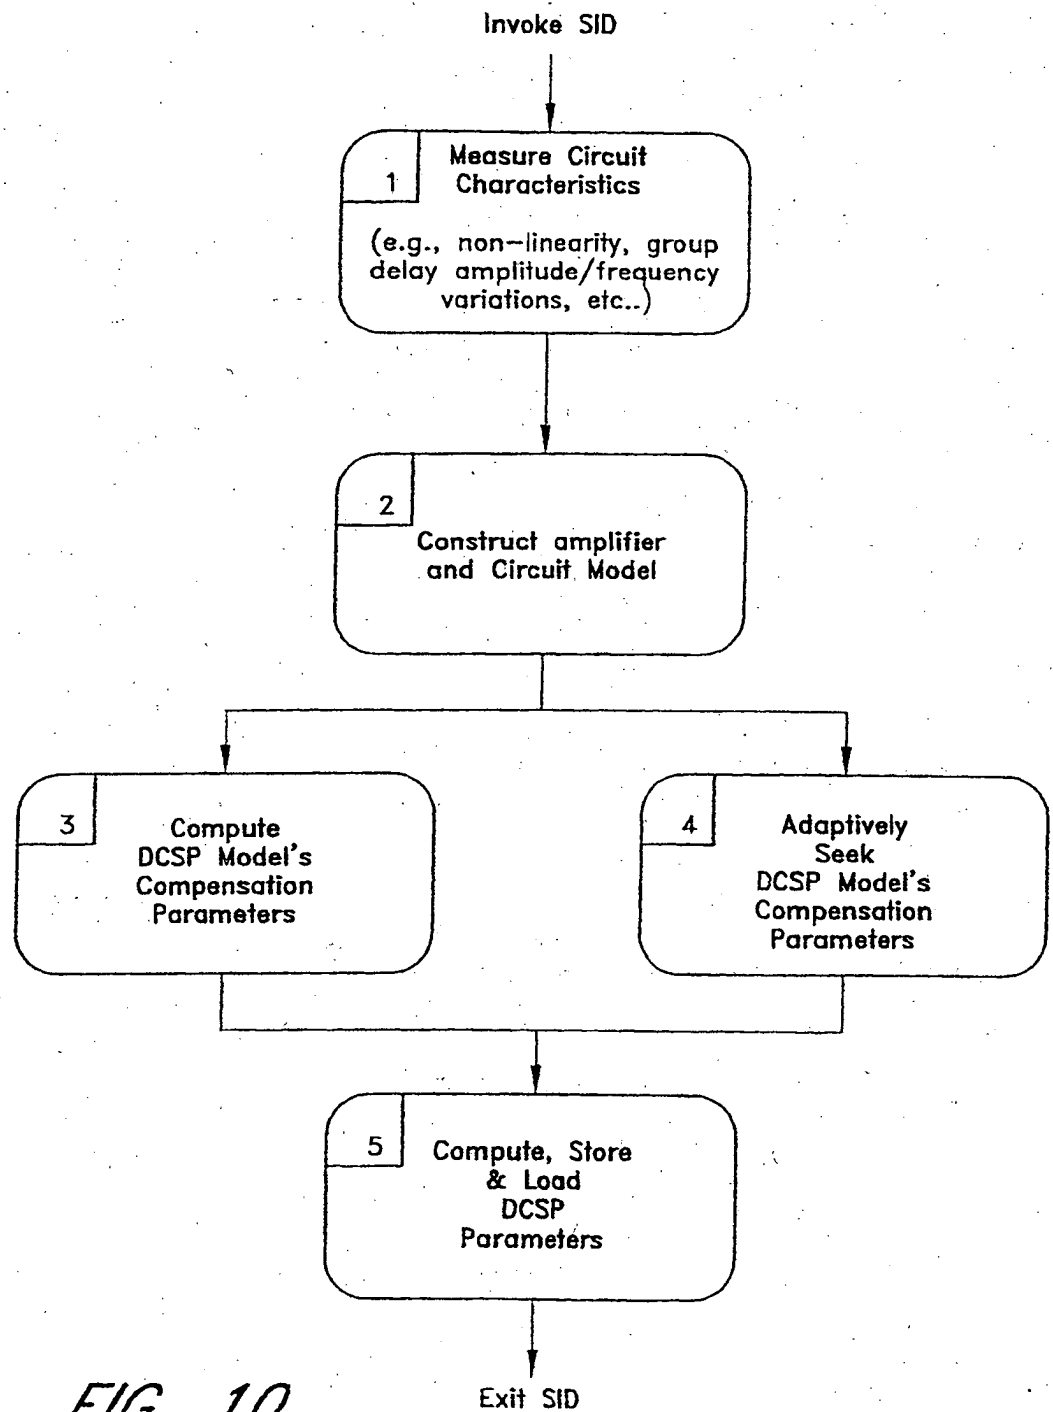 Invoke SID
1
Measure Circuit
Characteristics
(e.g., non-linearity, group
delay amplitude/frequency
variations, etc..)
2
Construct amplifier
and Circuit Model
3
Compute
DCSP Model's
Compensation
Parameters
4
Adaptively
Seek
DCSP Model's
Compensation
Parameters
5
Compute, Store
& Load
DCSP
Parameters
Exit SID
FIG. 10